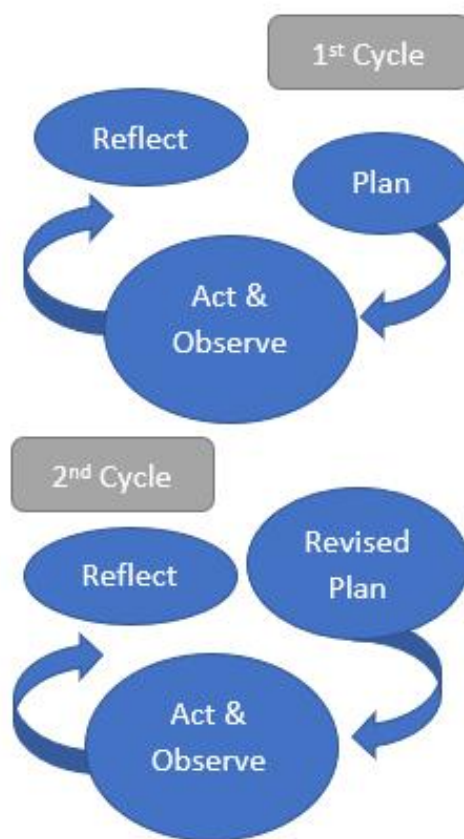 1st Cycle
Reflect
Plan
Act &
Observe
2nd Cycle
Revised
Plan
Reflect
Act &
Observe